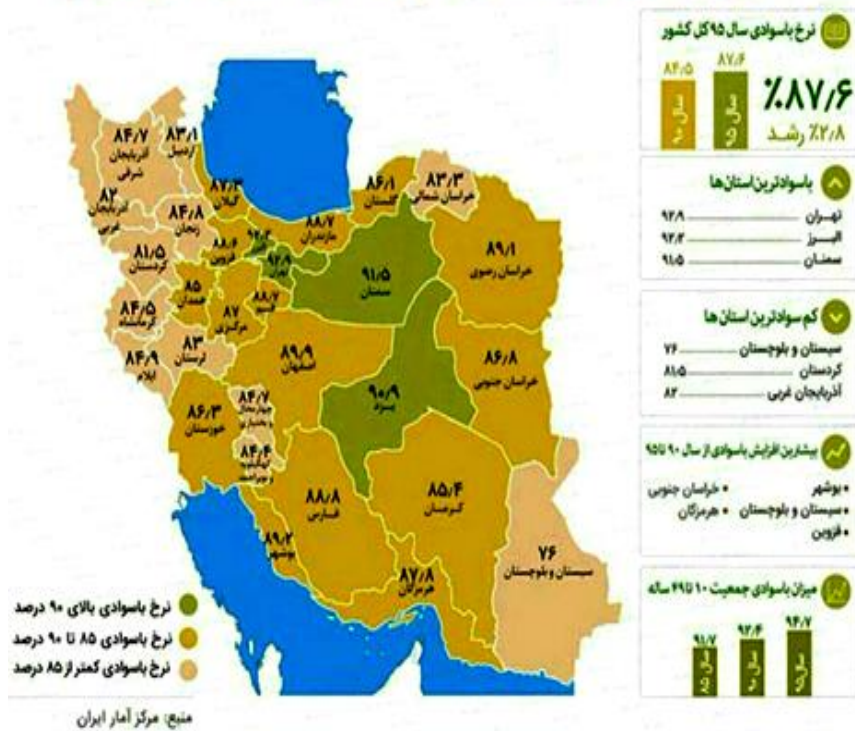 نرخ باسوادی سال ۹۵ کل کشور
۸۴٫۵
۸۷٫۶
سال ۹۰
سال ۹۵
٪۸۷٫۶
٪۲٫۸ رشد
باسوادترین استان‌ها
تهران ۹۲٫۹
البرز ۹۲٫۲
سمنان ۹۱٫۵
کم سوادترین استان‌ها
سیستان و بلوچستان ۷۶
کردستان ۸۱٫۵
آذربایجان غربی ۸۲
بیشترین افزایش باسوادی از سال ۹۰ تا ۹۵
• بوشهر • خراسان جنوبی
• سیستان و بلوچستان • هرمزگان
• قزوین
میزان باسوادی جمعیت ۱۰ تا ۴۹ ساله
۹۱٫۷
۹۲٫۴
۹۴٫۷
سال ۸۵
سال ۹۰
سال ۹۵
۸۳٫۱
اردبیل
۸۴٫۷
آذربایجان
شرقی
۸۲
آذربایجان
غربی
۸۷٫۳
گیلان
۸۴٫۸
زنجان
۸۳٫۳
خراسان شمالی
۸۶٫۱
گلستان
۸۸٫۷
مازندران
۸۹٫۱
خراسان رضوی
۸۸٫۶
قزوین
۹۲٫۹
تهران
۹۱٫۵
سمنان
۸۱٫۵
کردستان
۸۵
همدان
۸۸٫۷
قم
۸۷
مرکزی
۸۴٫۵
کرمانشاه
۸۳
لرستان
۸۴٫۹
ایلام
۸۹٫۹
اصفهان
۸۶٫۸
خراسان جنوبی
۹۰٫۹
یزد
۸۶٫۳
خوزستان
۸۴٫۷
چهارمحال
و بختیاری
۸۴٫۴
کهگیلویه
و بویراحمد
۸۸٫۸
فارس
۸۵٫۴
کرمان
۸۹٫۲
بوشهر
۸۷٫۸
هرمزگان
۷۶
سیستان و بلوچستان
نرخ باسوادی بالای ۹۰ درصد
نرخ باسوادی ۸۵ تا ۹۰ درصد
نرخ باسوادی کمتر از ۸۵ درصد
منبع: مرکز آمار ایران